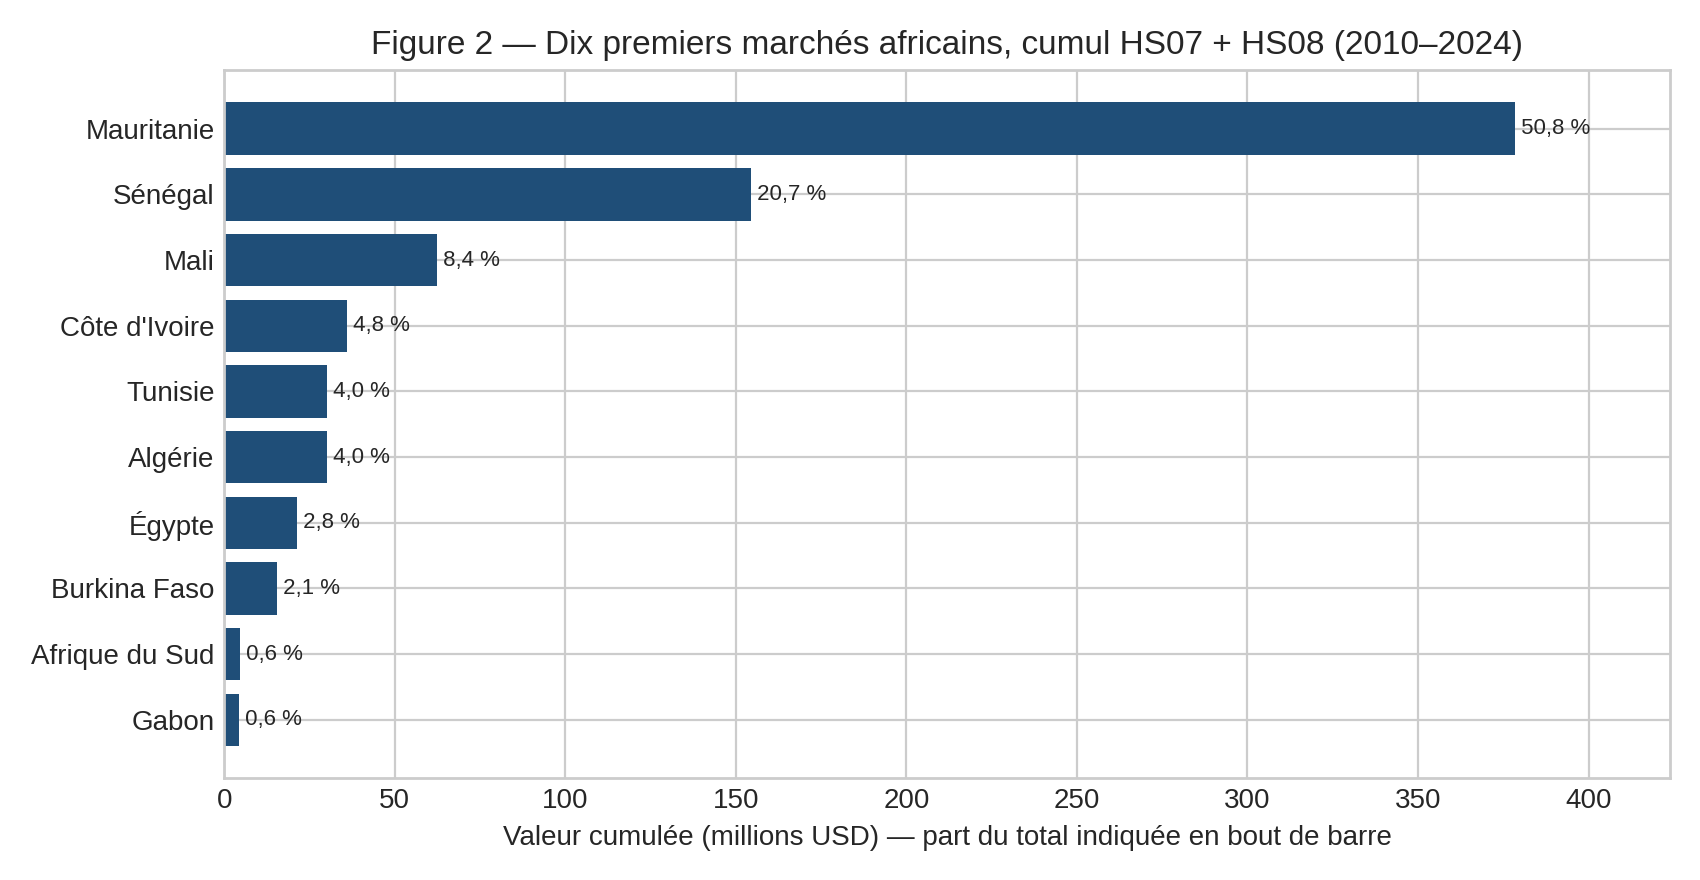 Figure 2 — Dix premiers marchés africains, cumul HS07 + HS08 (2010–2024)
Mauritanie 50,8 %
Sénégal 20,7 %
Mali 8,4 %
Côte d'Ivoire 4,8 %
Tunisie 4,0 %
Algérie 4,0 %
Égypte 2,8 %
Burkina Faso 2,1 %
Afrique du Sud 0,6 %
Gabon 0,6 %
0 50 100 150 200 250 300 350 400
Valeur cumulée (millions USD) — part du total indiquée en bout de barre